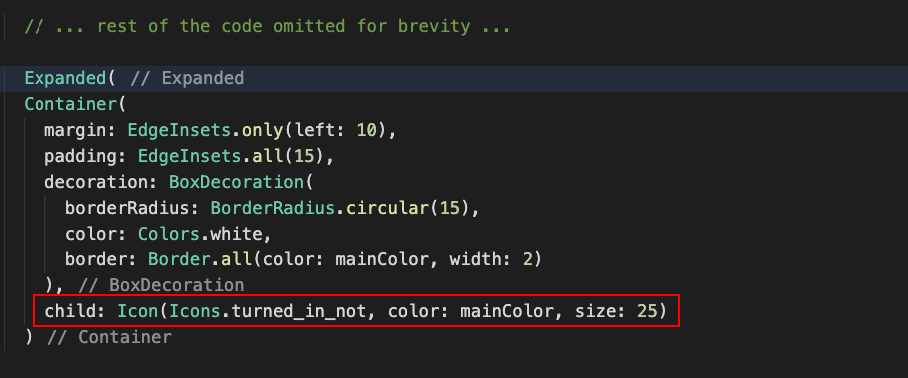 // ... rest of the code omitted for brevity ...
Expanded( // Expanded
Container(
margin: EdgeInsets.only(left: 10),
padding: EdgeInsets.all(15),
decoration: BoxDecoration(
borderRadius: BorderRadius.circular(15),
color: Colors.white,
border: Border.all(color: mainColor, width: 2)
), // BoxDecoration
child: Icon(Icons.turned_in_not, color: mainColor, size: 25)
) // Container